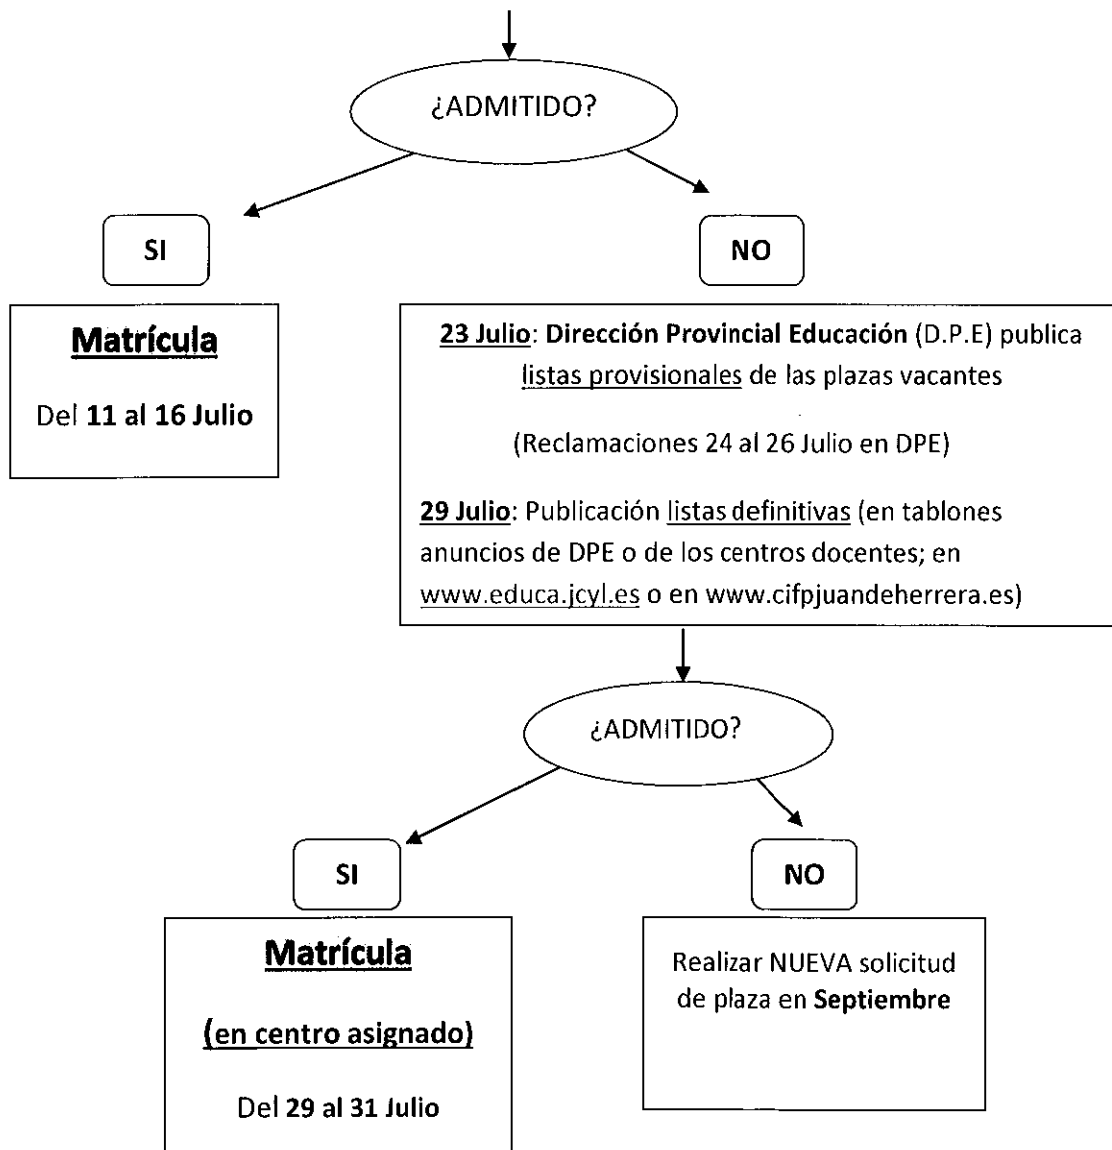 ¿ADMITIDO?
SI
NO
Matrícula
Del 11 al 16 Julio
23 Julio: Dirección Provincial Educación (D.P.E) publica
listas provisionales de las plazas vacantes
(Reclamaciones 24 al 26 Julio en DPE)
29 Julio: Publicación listas definitivas (en tablones
anuncios de DPE o de los centros docentes; en
www.educa.jcyl.es o en www.cifpjuandeherrera.es)
¿ADMITIDO?
SI
NO
Matrícula
(en centro asignado)
Del 29 al 31 Julio
Realizar NUEVA solicitud
de plaza en Septiembre